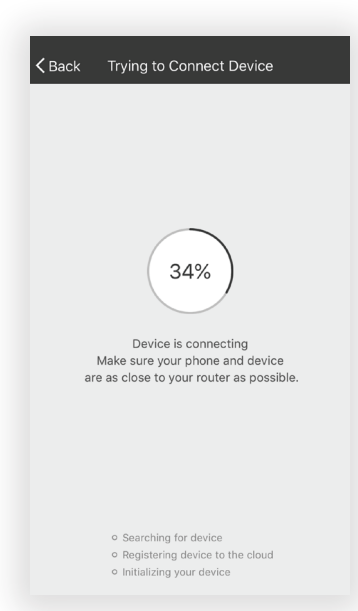 Back Trying to Connect Device
34%
Device is connecting
Make sure your phone and device
are as close to your router as possible.
Searching for device
Registering device to the cloud
Initializing your device